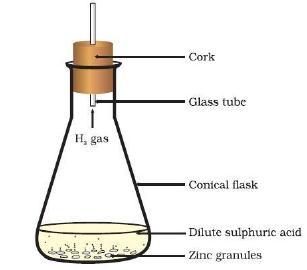 Cork
Glass tube
H₂ gas
Conical flask
Dilute sulphuric acid
Zinc granules